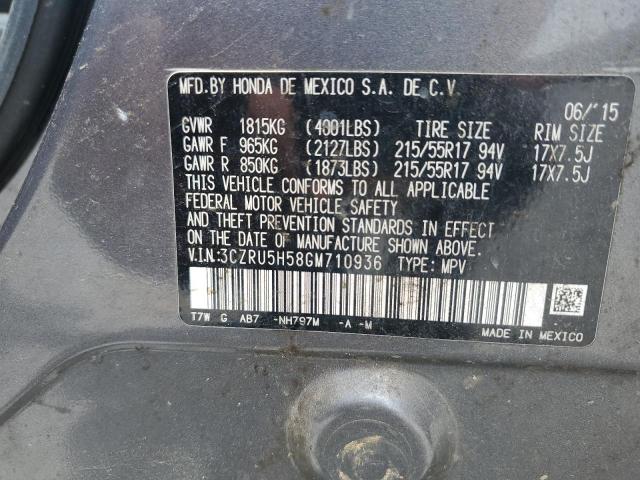 MFD.BY HONDA DE MEXICO S.A. DE C.V.
06/'15
GVWR 1815KG (4001LBS) TIRE SIZE RIM SIZE
GAWR F 965KG (2127LBS) 215/55R17 94V 17X7.5J
GAWR R 850KG (1873LBS) 215/55R17 94V 17X7.5J
THIS VEHICLE CONFORMS TO ALL APPLICABLE
FEDERAL MOTOR VEHICLE SAFETY
AND THEFT PREVENTION STANDARDS IN EFFECT ON
THE DATE OF MANUFACTURE SHOWN ABOVE.
V.I.N:3CZRU5H58GM710936 TYPE: MPV
T7W G AB7 -NH797M -A -M
MADE IN MEXICO